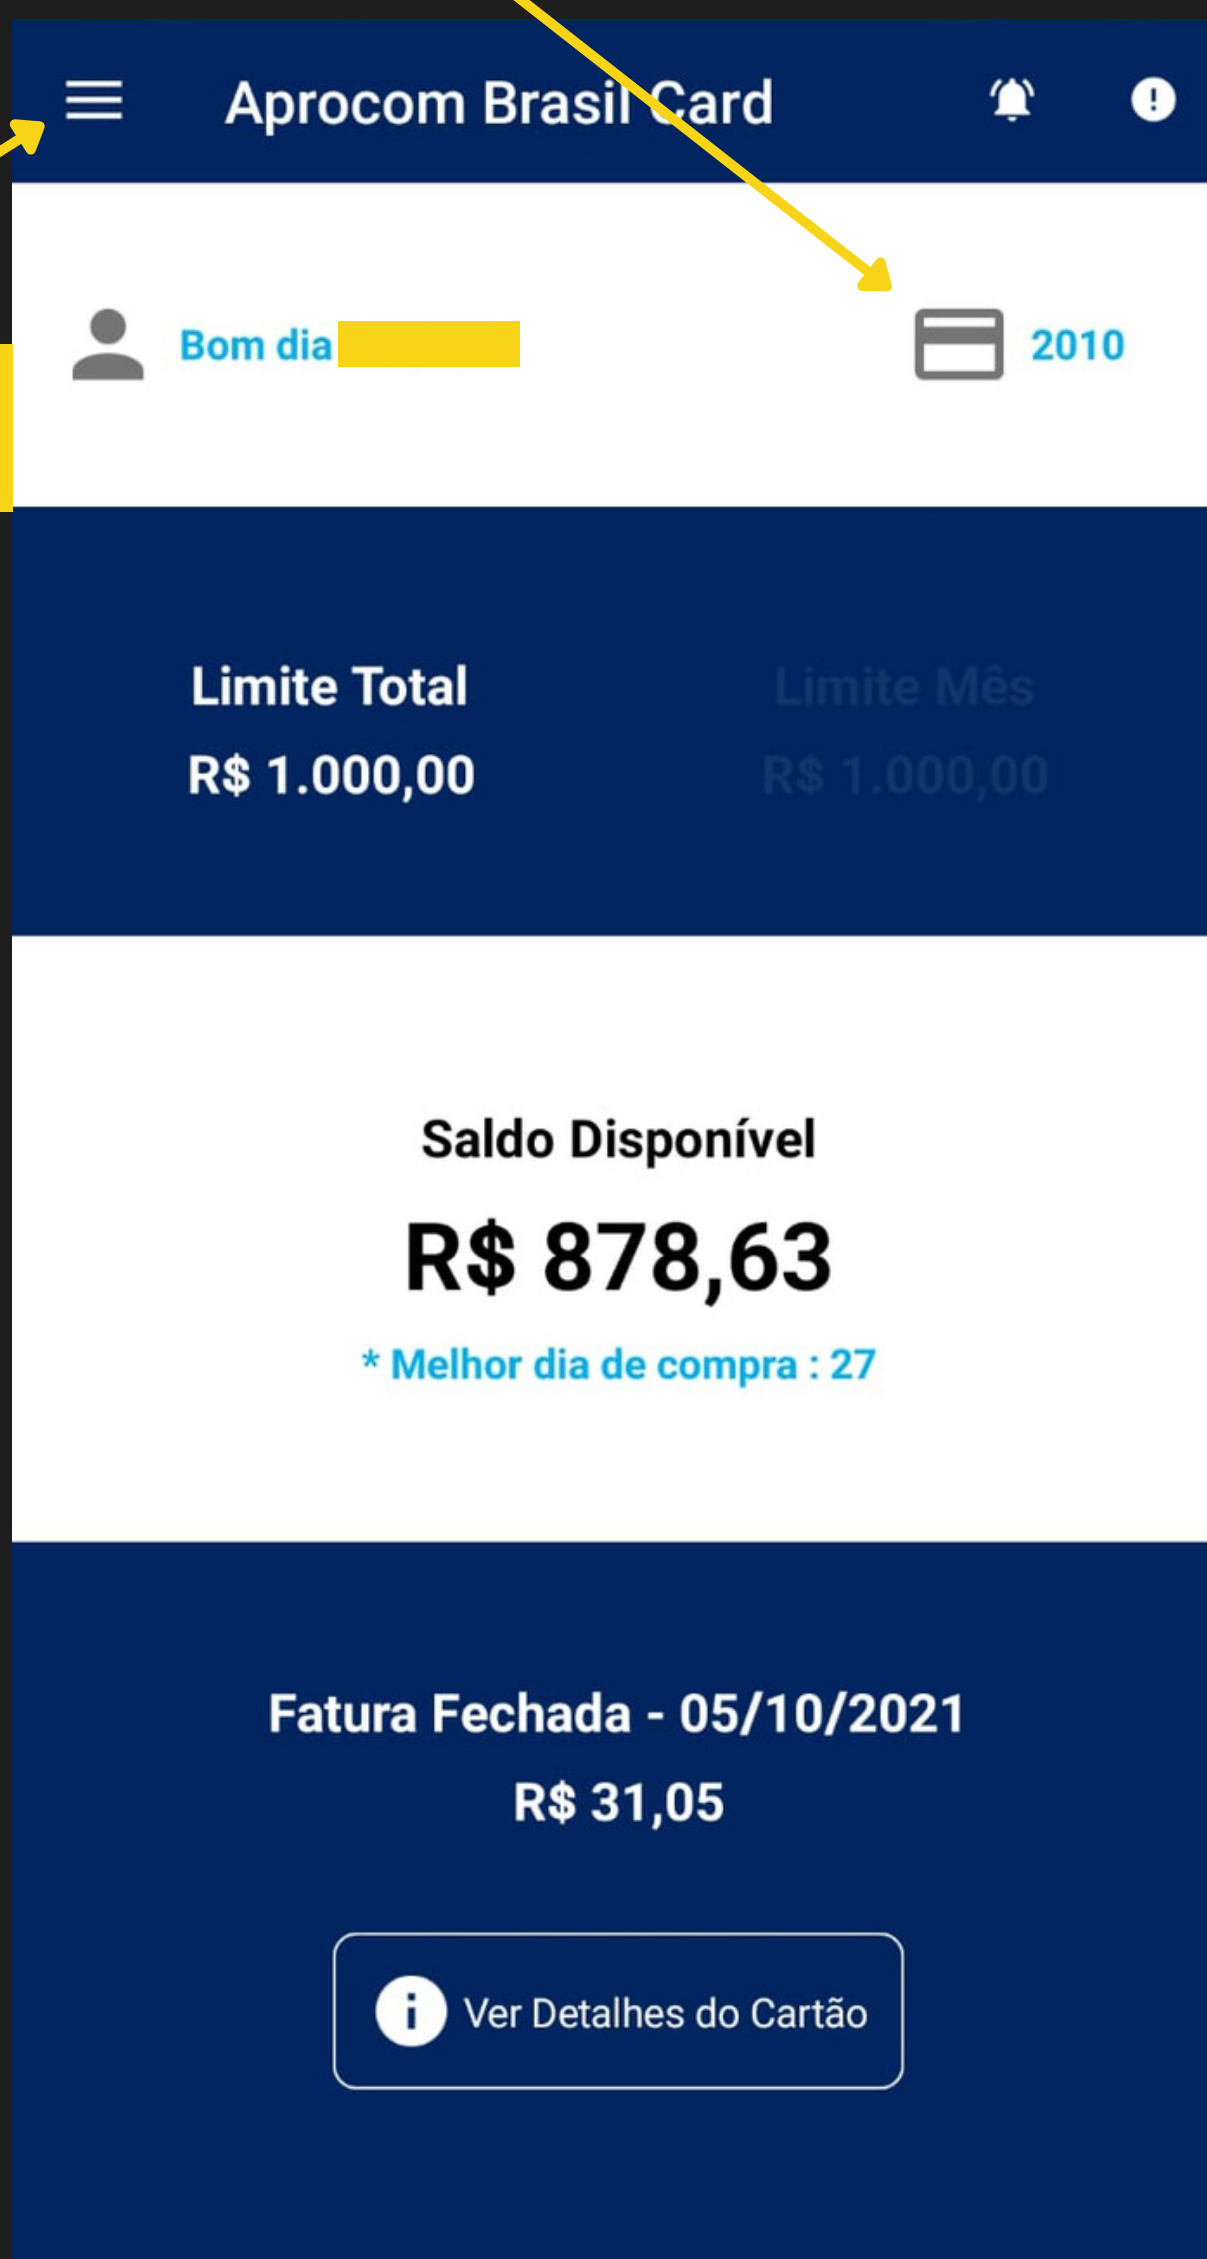 Aprocom Brasil Card
Bom dia
2010
Limite Total
Limite Mês
R$ 1.000,00
R$ 1.000,00
Saldo Disponível
R$ 878,63
* Melhor dia de compra : 27
Fatura Fechada - 05/10/2021
R$ 31,05
Ver Detalhes do Cartão